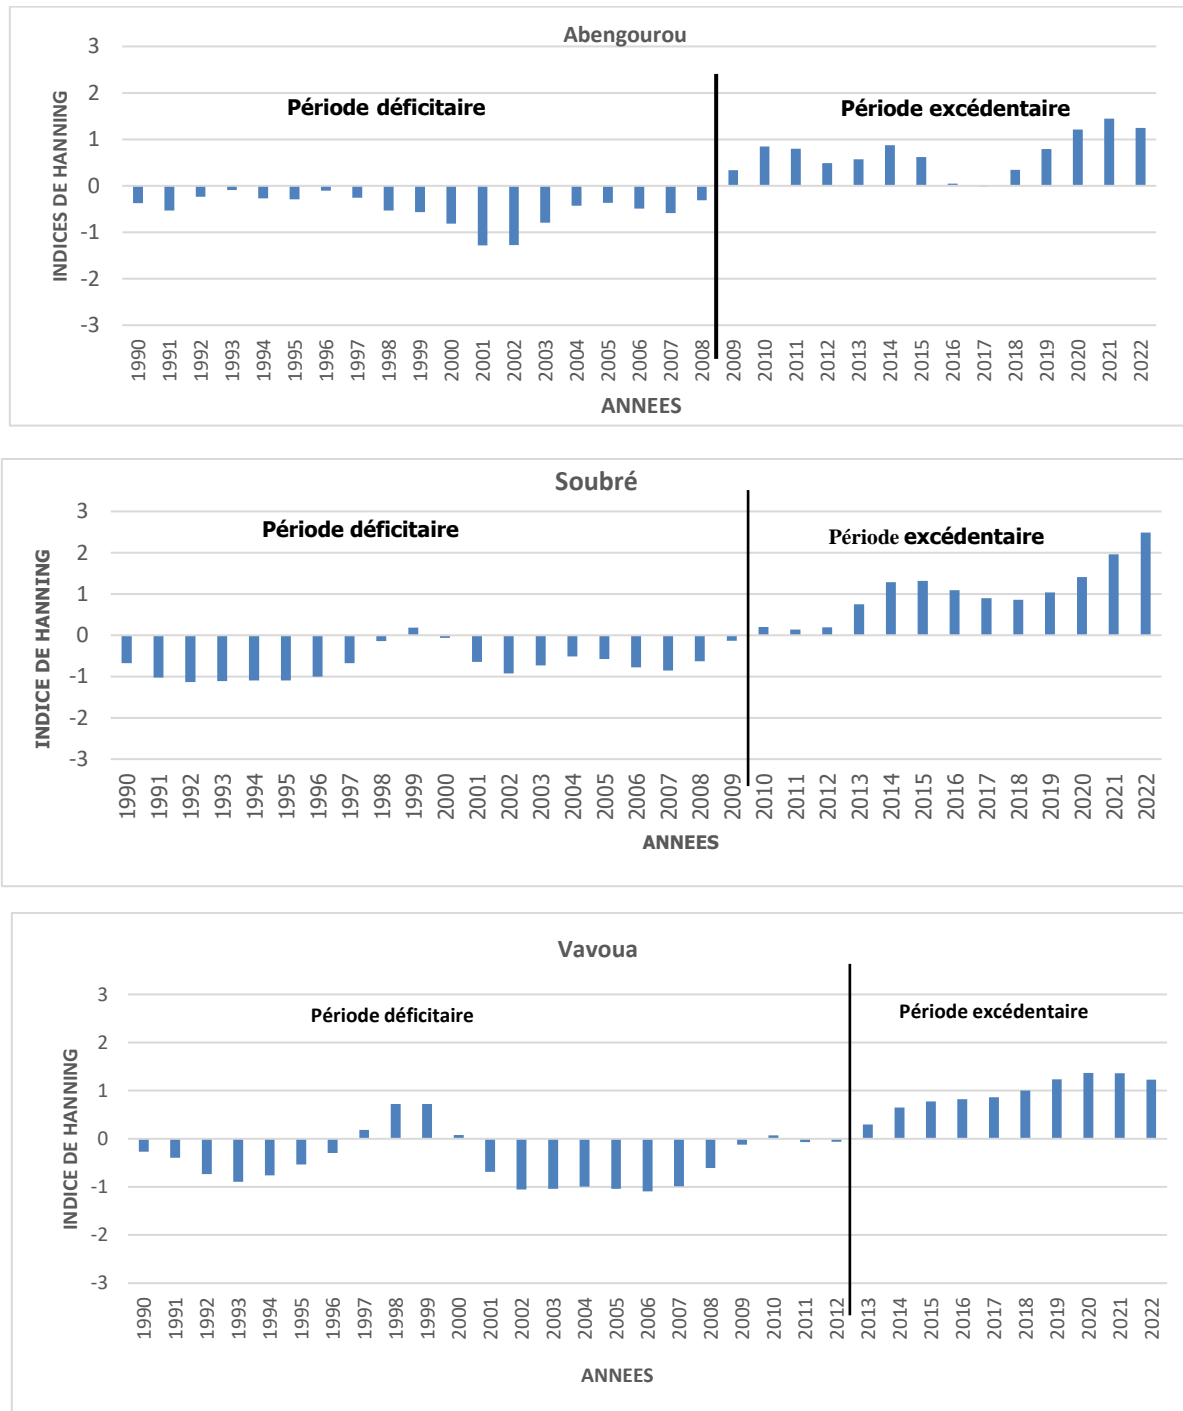 Abengourou
3
2
1
0
-1
-2
-3
INDICES DE HANNING
Période déficitaire
Période excédentaire
1990 1991 1992 1993 1994 1995 1996 1997 1998 1999 2000 2001 2002 2003 2004 2005 2006 2007 2008 2009 2010 2011 2012 2013 2014 2015 2016 2017 2018 2019 2020 2021 2022
ANNEES
Soubré
3
2
1
0
-1
-2
-3
INDICE DE HANNING
Période déficitaire
Période excédentaire
1990 1991 1992 1993 1994 1995 1996 1997 1998 1999 2000 2001 2002 2003 2004 2005 2006 2007 2008 2009 2010 2011 2012 2013 2014 2015 2016 2017 2018 2019 2020 2021 2022
ANNEES
Vavoua
3
2
1
0
-1
-2
-3
INDICE DE HANNING
Période déficitaire
Période excédentaire
1990 1991 1992 1993 1994 1995 1996 1997 1998 1999 2000 2001 2002 2003 2004 2005 2006 2007 2008 2009 2010 2011 2012 2013 2014 2015 2016 2017 2018 2019 2020 2021 2022
ANNEES